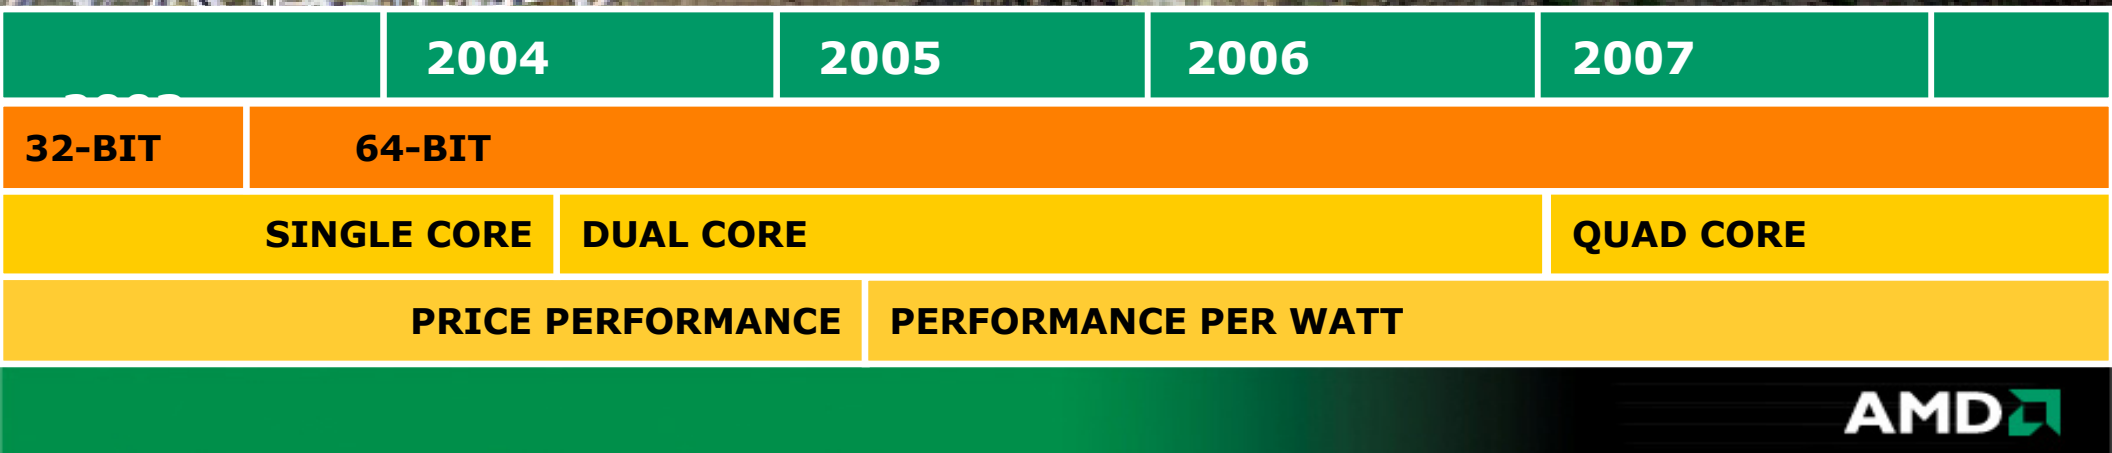 2004 2005 2006 2007
32-BIT 64-BIT
SINGLE CORE DUAL CORE QUAD CORE
PRICE PERFORMANCE PERFORMANCE PER WATT
AMD